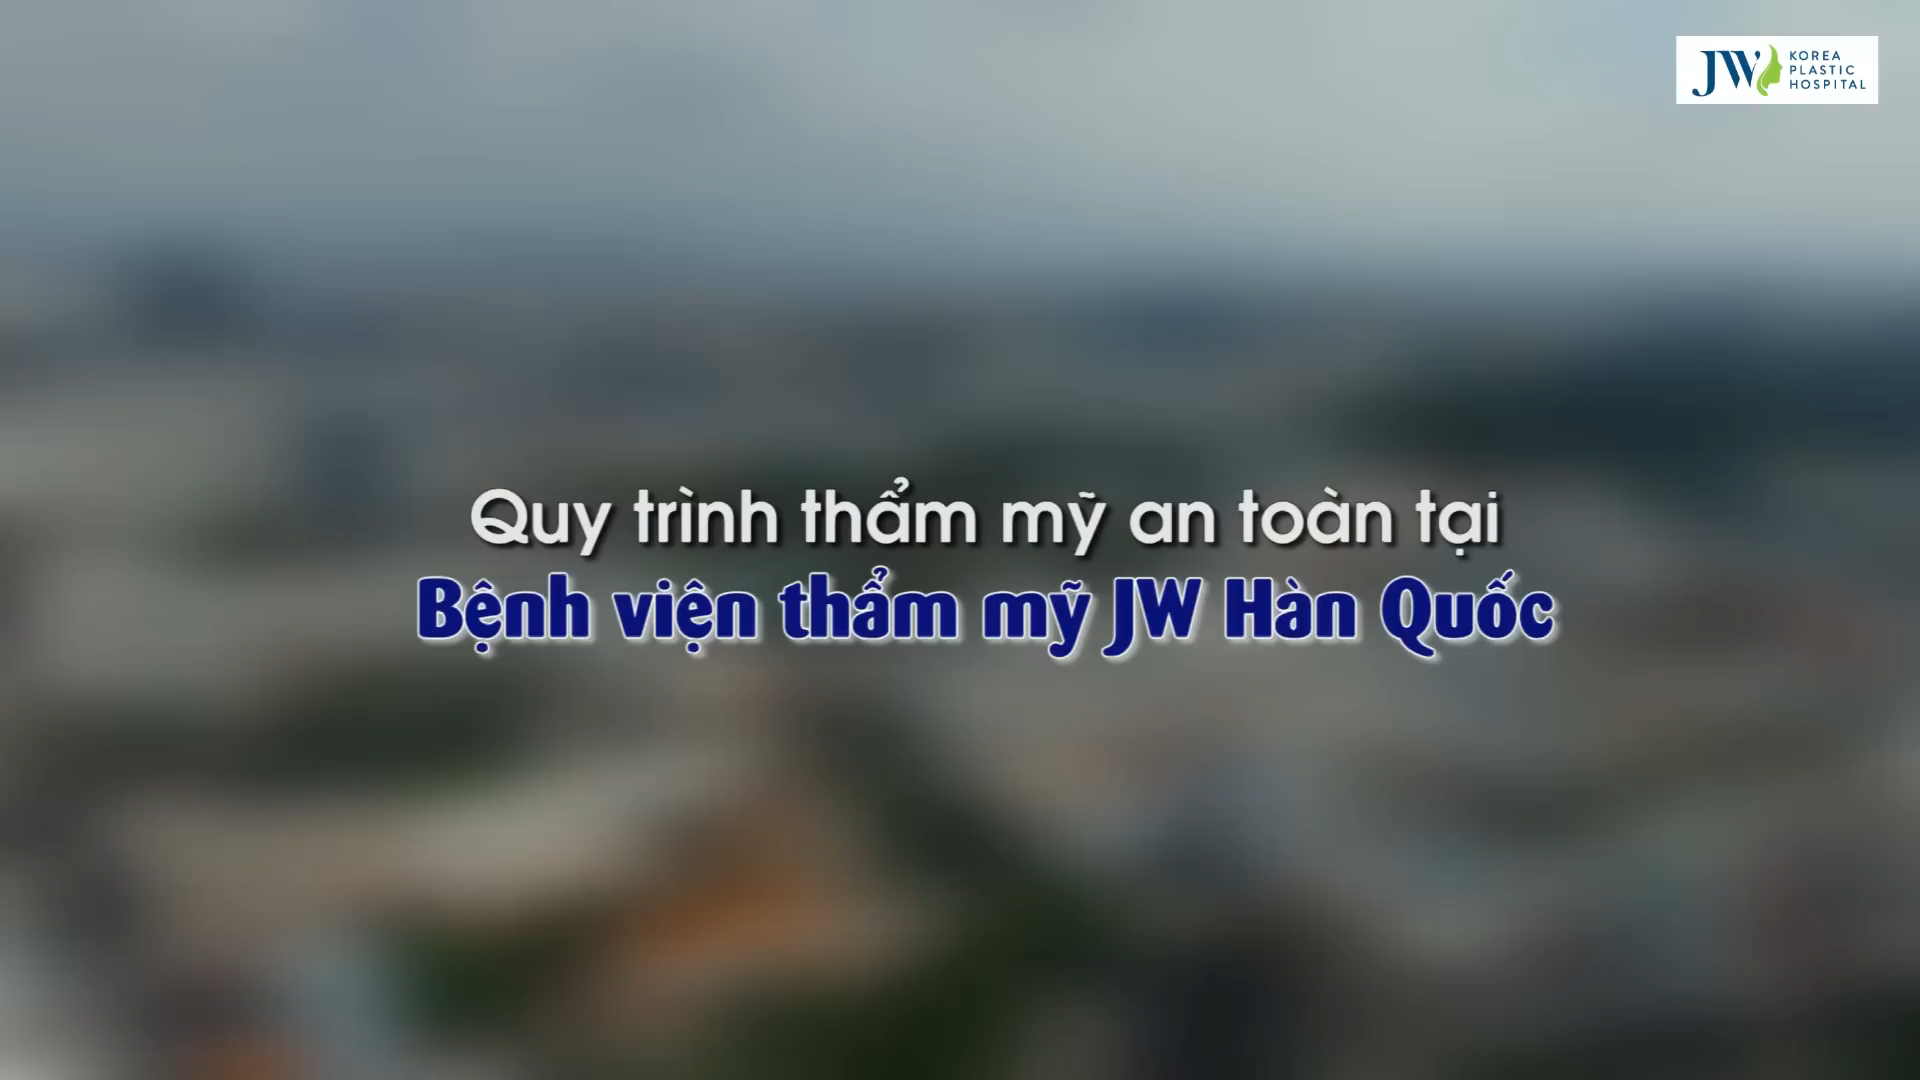 JW KOREA
PLASTIC
HOSPITAL
Quy trình thẩm mỹ an toàn tại
Bệnh viện thẩm mỹ JW Hàn Quốc